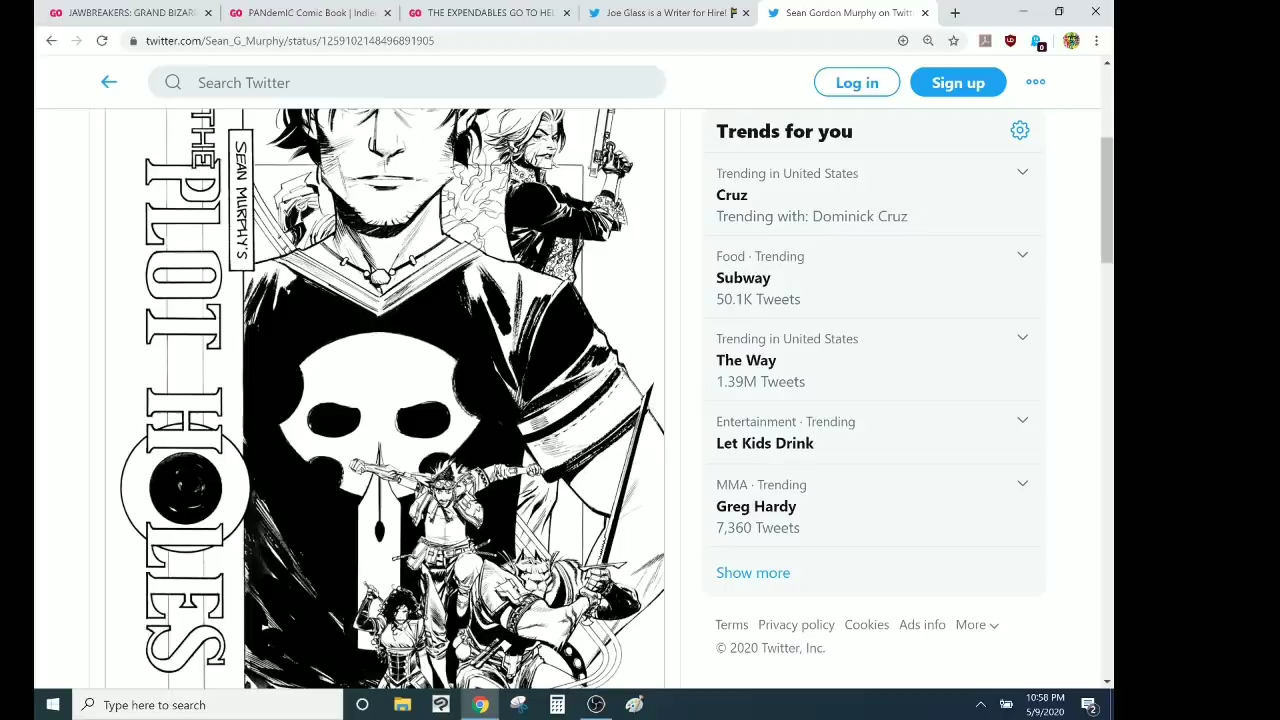 JAWBREAKERS: GRAND BIZAR
PANdemIC Comic Book | Indie
THE EXPENDABLES GO TO HEL
Joe Glass is a Writer for Hire!
Sean Gordon Murphy on Twitt
twitter.com/Sean_G_Murphy/status/1259102148496891905
0
Search Twitter
Log in
Sign up
SEAN MURPHY'S
THE PLOT HOLES
Trends for you
Trending in United States
Cruz
Trending with: Dominick Cruz
Food · Trending
Subway
50.1K Tweets
Trending in United States
The Way
1.39M Tweets
Entertainment · Trending
Let Kids Drink
MMA · Trending
Greg Hardy
7,360 Tweets
Show more
Terms Privacy policy Cookies Ads info More
© 2020 Twitter, Inc.
Type here to search
10:58 PM
5/9/2020
2